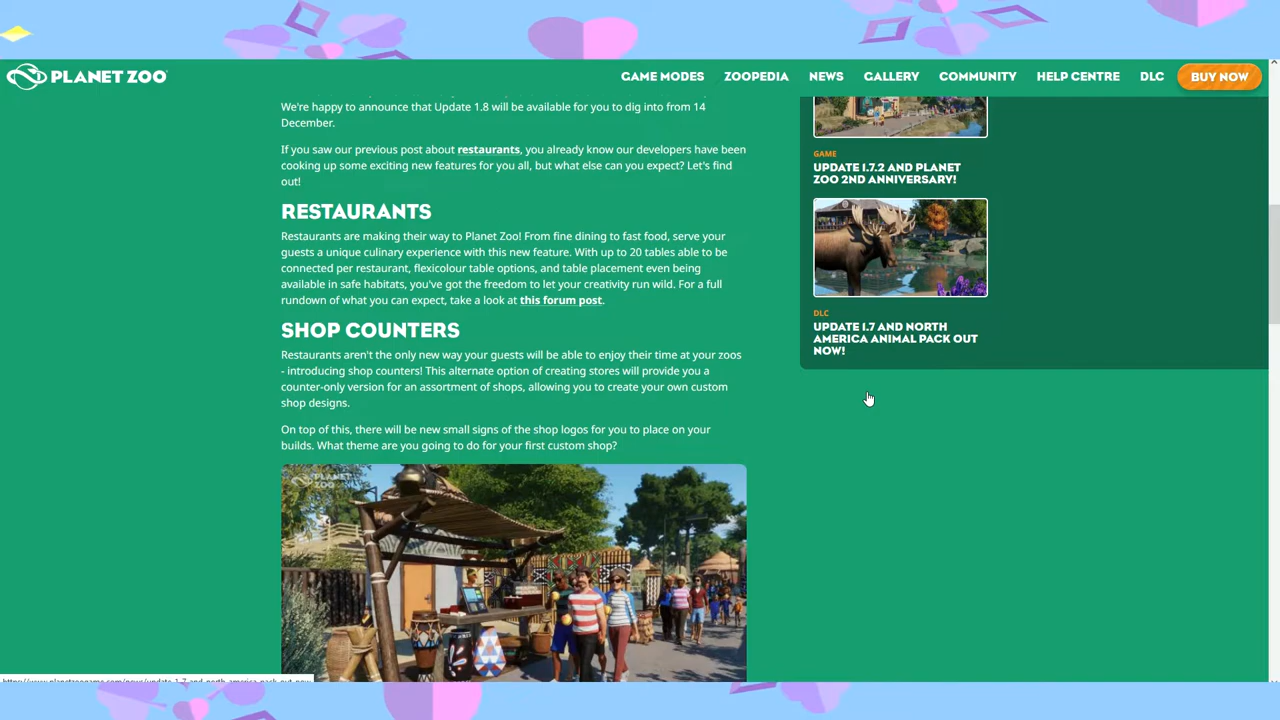 PLANET ZOO
GAME MODES
ZOOPEDIA
NEWS
GALLERY
COMMUNITY
HELP CENTRE
DLC
BUY NOW
We're happy to announce that Update 1.8 will be available for you to dig into from 14
December.
If you saw our previous post about restaurants, you already know our developers have been
cooking up some exciting new features for you all, but what else can you expect? Let's find
out!
RESTAURANTS
Restaurants are making their way to Planet Zoo! From fine dining to fast food, serve your
guests a unique culinary experience with this new feature. With up to 20 tables able to be
connected per restaurant, flexicolour table options, and table placement even being
available in safe habitats, you've got the freedom to let your creativity run wild. For a full
rundown of what you can expect, take a look at this forum post.
SHOP COUNTERS
Restaurants aren't the only new way your guests will be able to enjoy their time at your zoos
- introducing shop counters! This alternate option of creating stores will provide you a
counter-only version for an assortment of shops, allowing you to create your own custom
shop designs.
On top of this, there will be new small signs of the shop logos for you to place on your
builds. What theme are you going to do for your first custom shop?
PLANET
ZOO
GAME
UPDATE 1.7.2 AND PLANET
ZOO 2ND ANNIVERSARY!
DLC
UPDATE 1.7 AND NORTH
AMERICA ANIMAL PACK OUT
NOW!